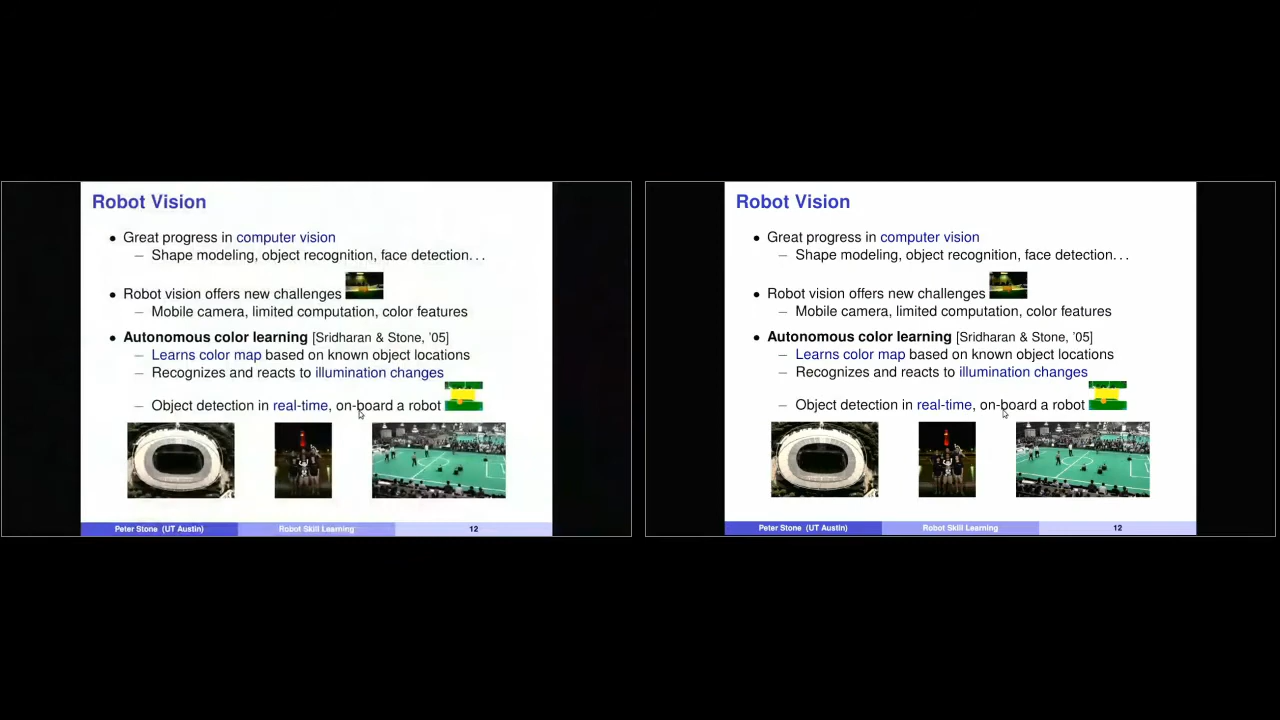 Robot Vision
• Great progress in computer vision
– Shape modeling, object recognition, face detection. . .
• Robot vision offers new challenges
– Mobile camera, limited computation, color features
• Autonomous color learning [Sridharan & Stone, '05]
– Learns color map based on known object locations
– Recognizes and reacts to illumination changes
– Object detection in real-time, on-board a robot
Peter Stone (UT Austin) Robot Skill Learning 12
Robot Vision
• Great progress in computer vision
– Shape modeling, object recognition, face detection. . .
• Robot vision offers new challenges
– Mobile camera, limited computation, color features
• Autonomous color learning [Sridharan & Stone, '05]
– Learns color map based on known object locations
– Recognizes and reacts to illumination changes
– Object detection in real-time, on-board a robot
Peter Stone (UT Austin) Robot Skill Learning 12